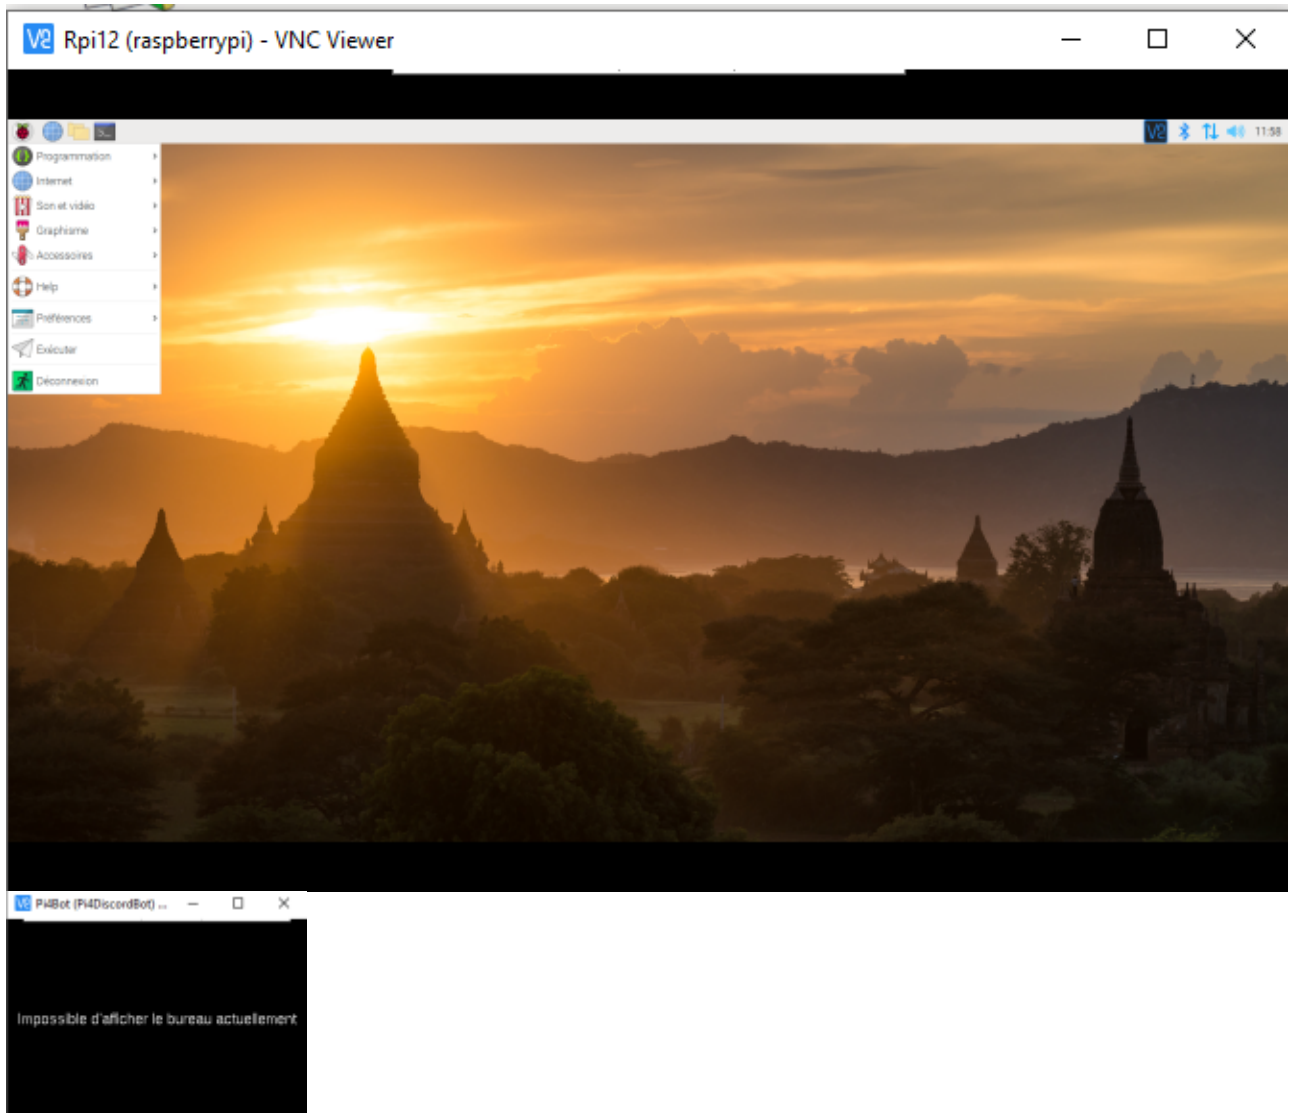 Rpi12 (raspberrypi) - VNC Viewer
11:58
Programmation
Internet
Son et vidéo
Graphisme
Accessoires
Help
Préférences
Exécuter
Déconnexion
Pi4Bot (Pi4DiscordBot) ...
Impossible d'afficher le bureau actuellement